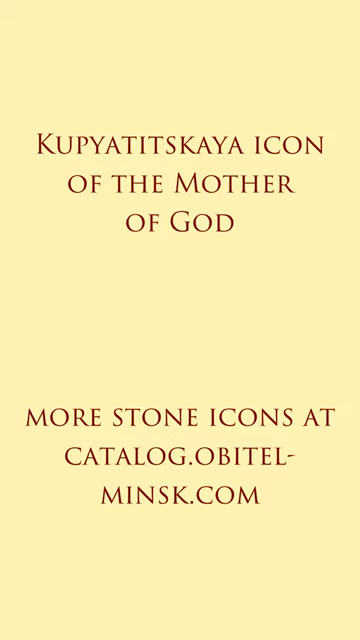 Kupyatitskaya icon
of the Mother
of God
more stone icons at
catalog.obitel-
minsk.com